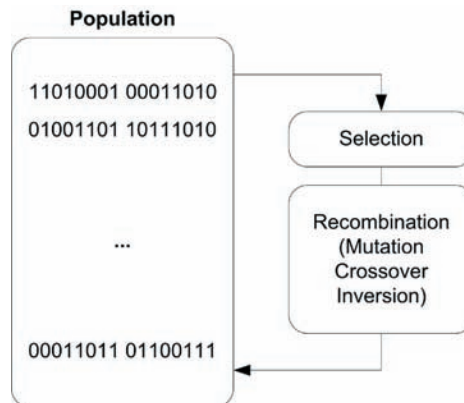 Population
11010001 00011010
01001101 10111010
...
00011011 01100111
Selection
Recombination
(Mutation
Crossover
Inversion)